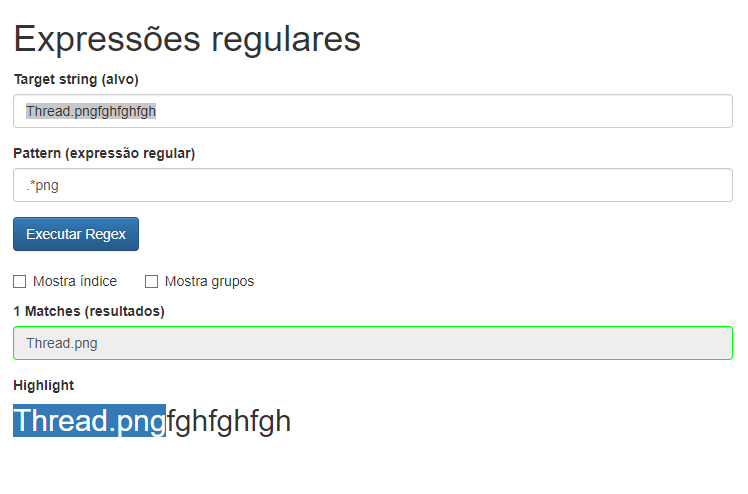 Expressões regulares
Target string (alvo)
Thread.pngfghfghfgh
Pattern (expressão regular)
.*png
Executar Regex
Mostra índice Mostra grupos
1 Matches (resultados)
Thread.png
Highlight
Thread.pngfghfghfgh